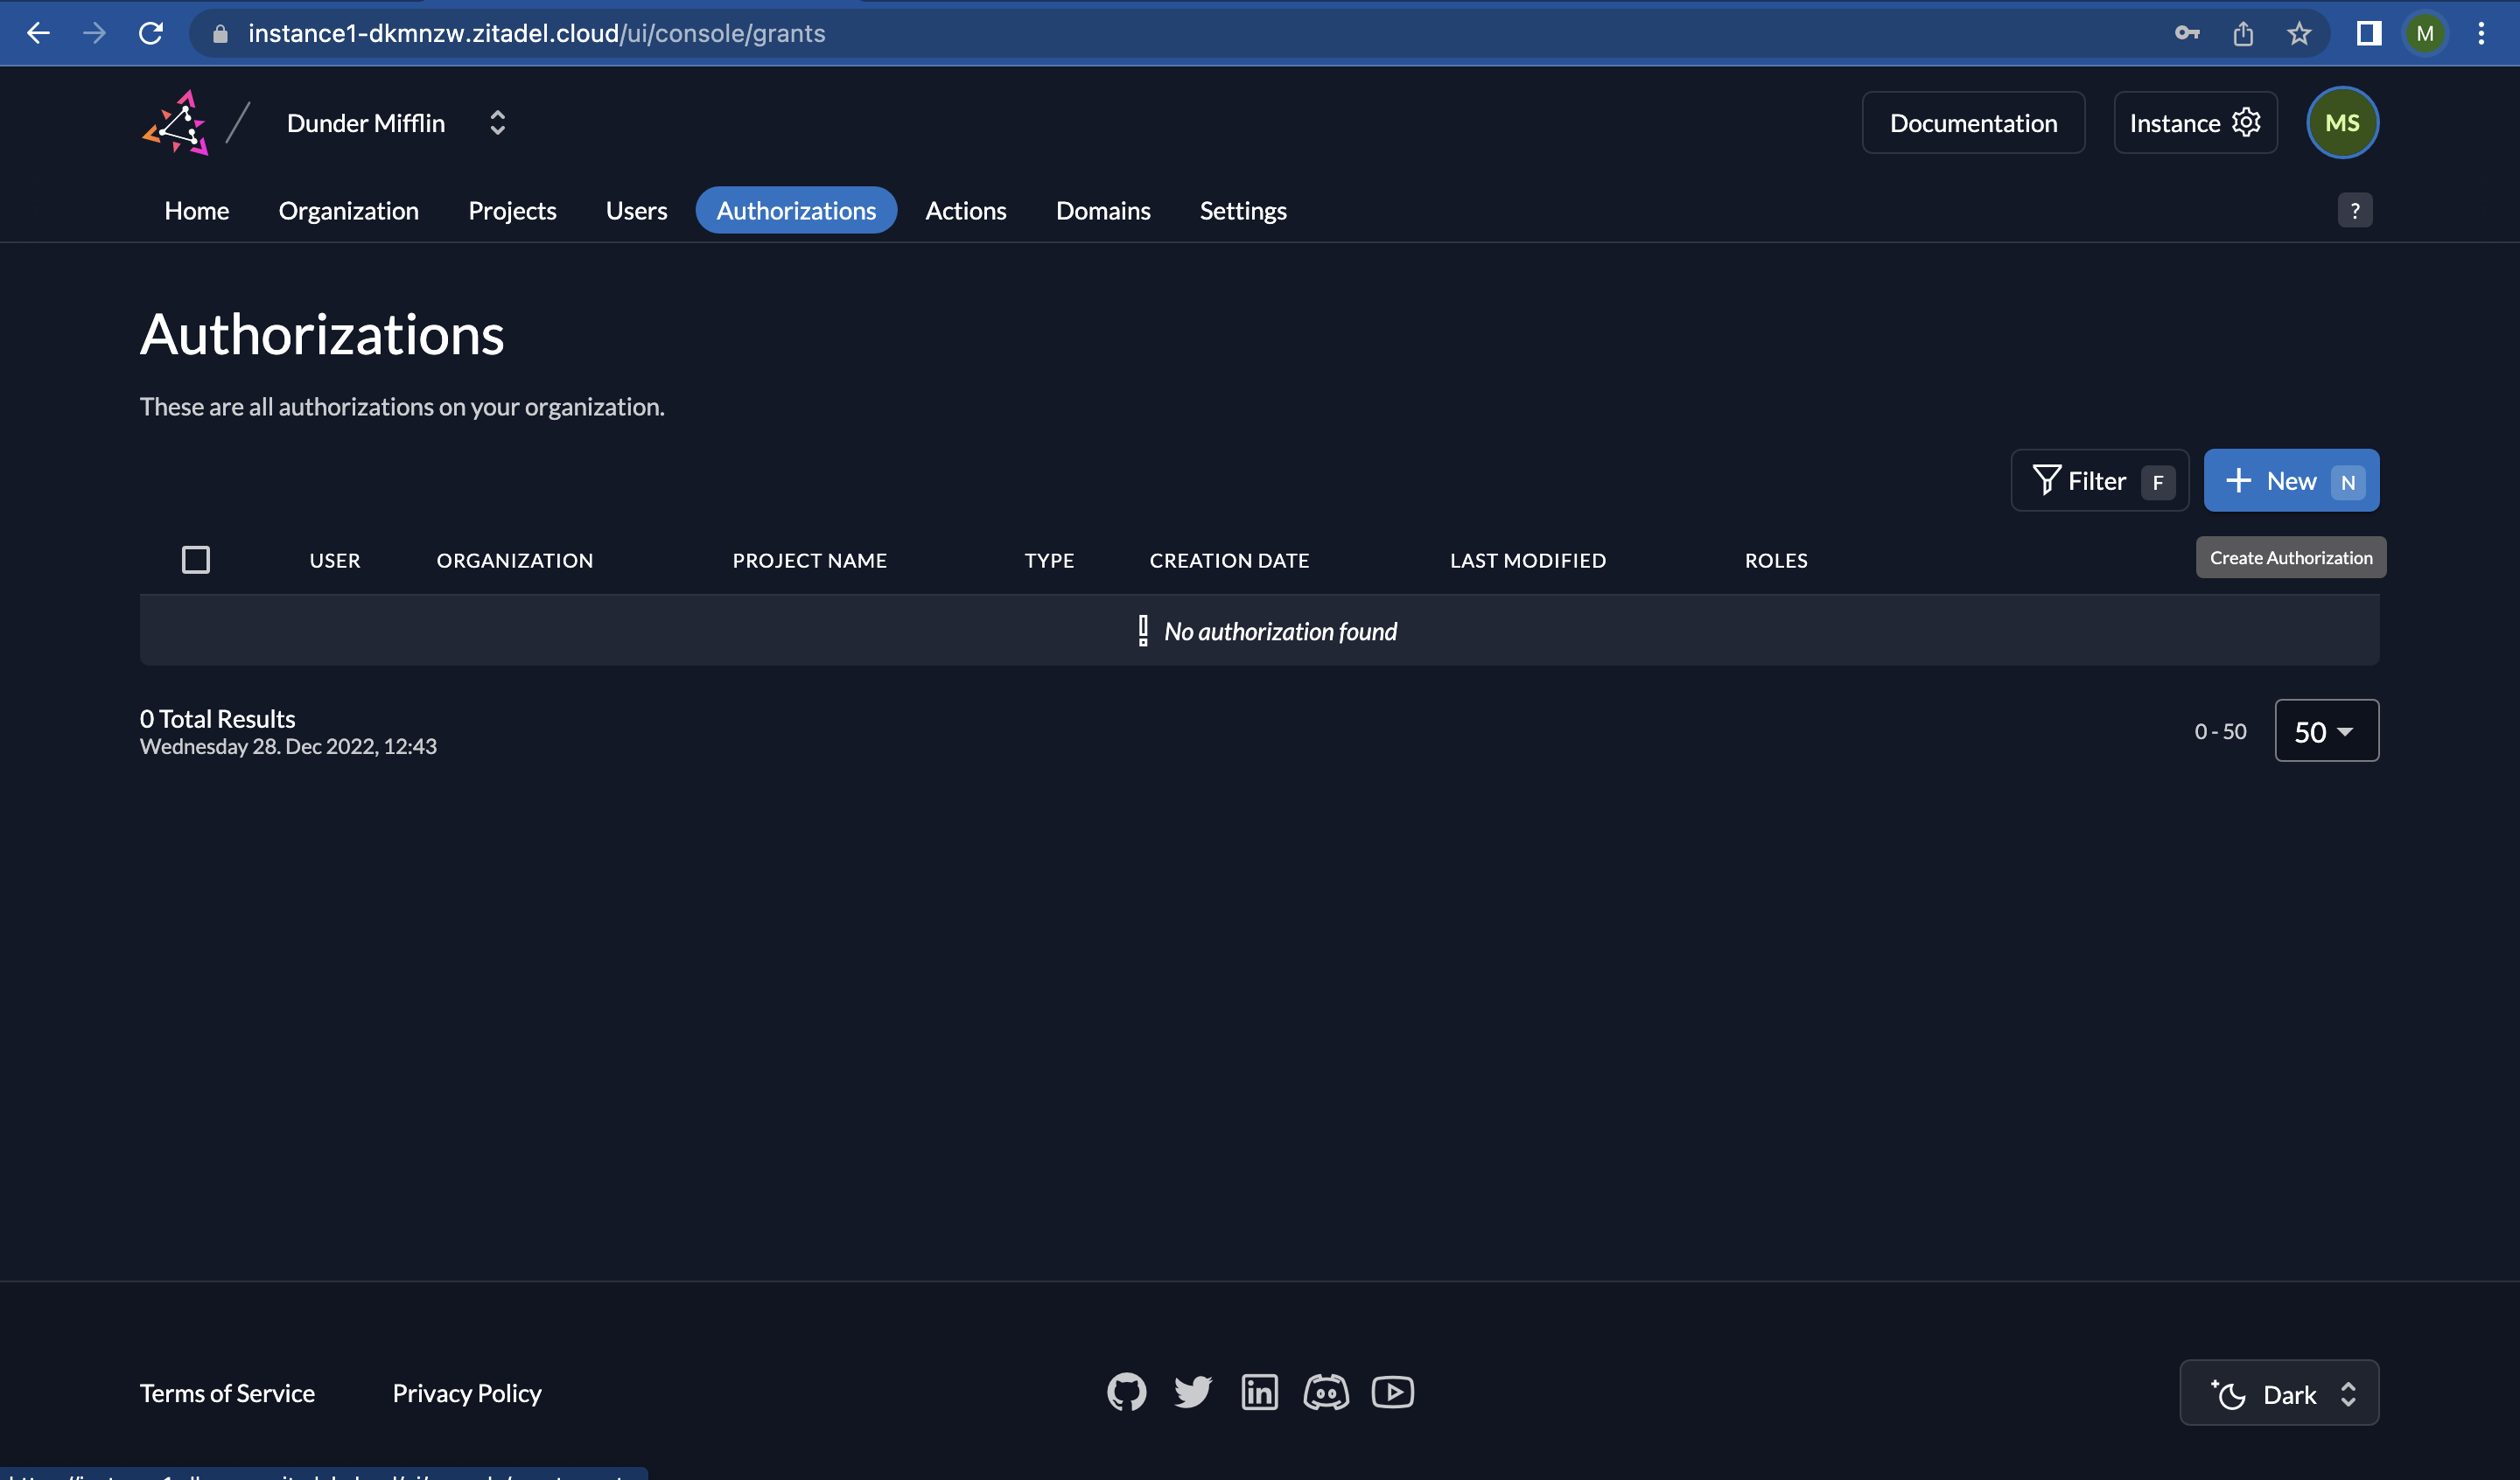 instance1-dkmnzw.zitadel.cloud/ui/console/grants
M
Dunder Mifflin
Documentation
Instance
MS
Home Organization Projects Users Authorizations Actions Domains Settings ?
Authorizations
These are all authorizations on your organization.
Filter F
New N
USER ORGANIZATION PROJECT NAME TYPE CREATION DATE LAST MODIFIED ROLES
Create Authorization
No authorization found
0 Total Results
Wednesday 28. Dec 2022, 12:43
0 - 50
50
Terms of Service Privacy Policy
in
Dark